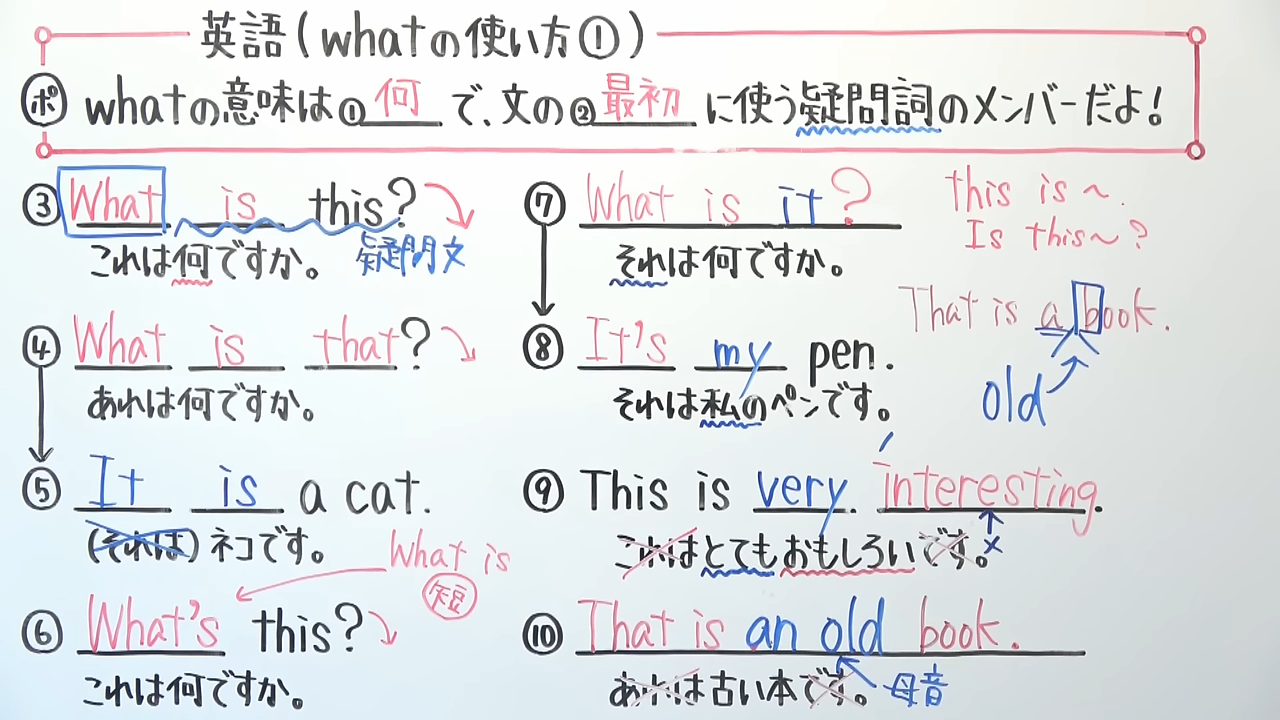 英語(whatの使い方①)
ポ whatの意味は①何で、文の②最初に使う疑問詞のメンバーだよ!
③ What is this?
これは何ですか。 疑問文
④ What is that?
あれは何ですか。
⑤ It is a cat.
(それは)ネコです。
What is
短
⑥ What's this?
これは何ですか。
⑦ What is it?
それは何ですか。
⑧ It's my pen.
それは私のペンです。
⑨ This is very interesting.
これはとてもおもしろいです。 ×
⑩ That is an old book.
あれは古い本です。 母音
this is ~.
Is this~?
That is a book.
old